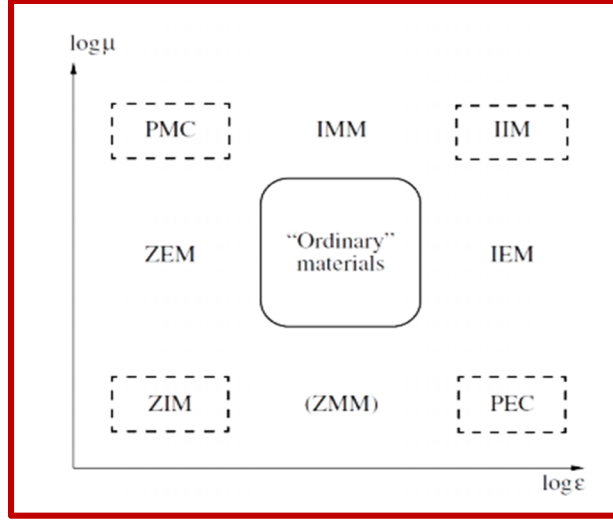 logμ
PMC IMM IIM
ZEM “Ordinary” materials IEM
ZIM (ZMM) PEC
logε